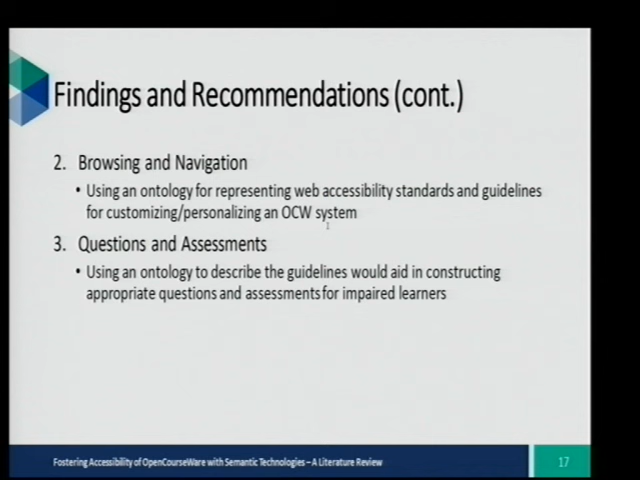 Findings and Recommendations (cont.)
2. Browsing and Navigation
• Using an ontology for representing web accessibility standards and guidelines
for customizing/personalizing an OCW system
3. Questions and Assessments
• Using an ontology to describe the guidelines would aid in constructing
appropriate questions and assessments for impaired learners
Fostering Accessibility of OpenCourseWare with Semantic Technologies – A Literature Review
17